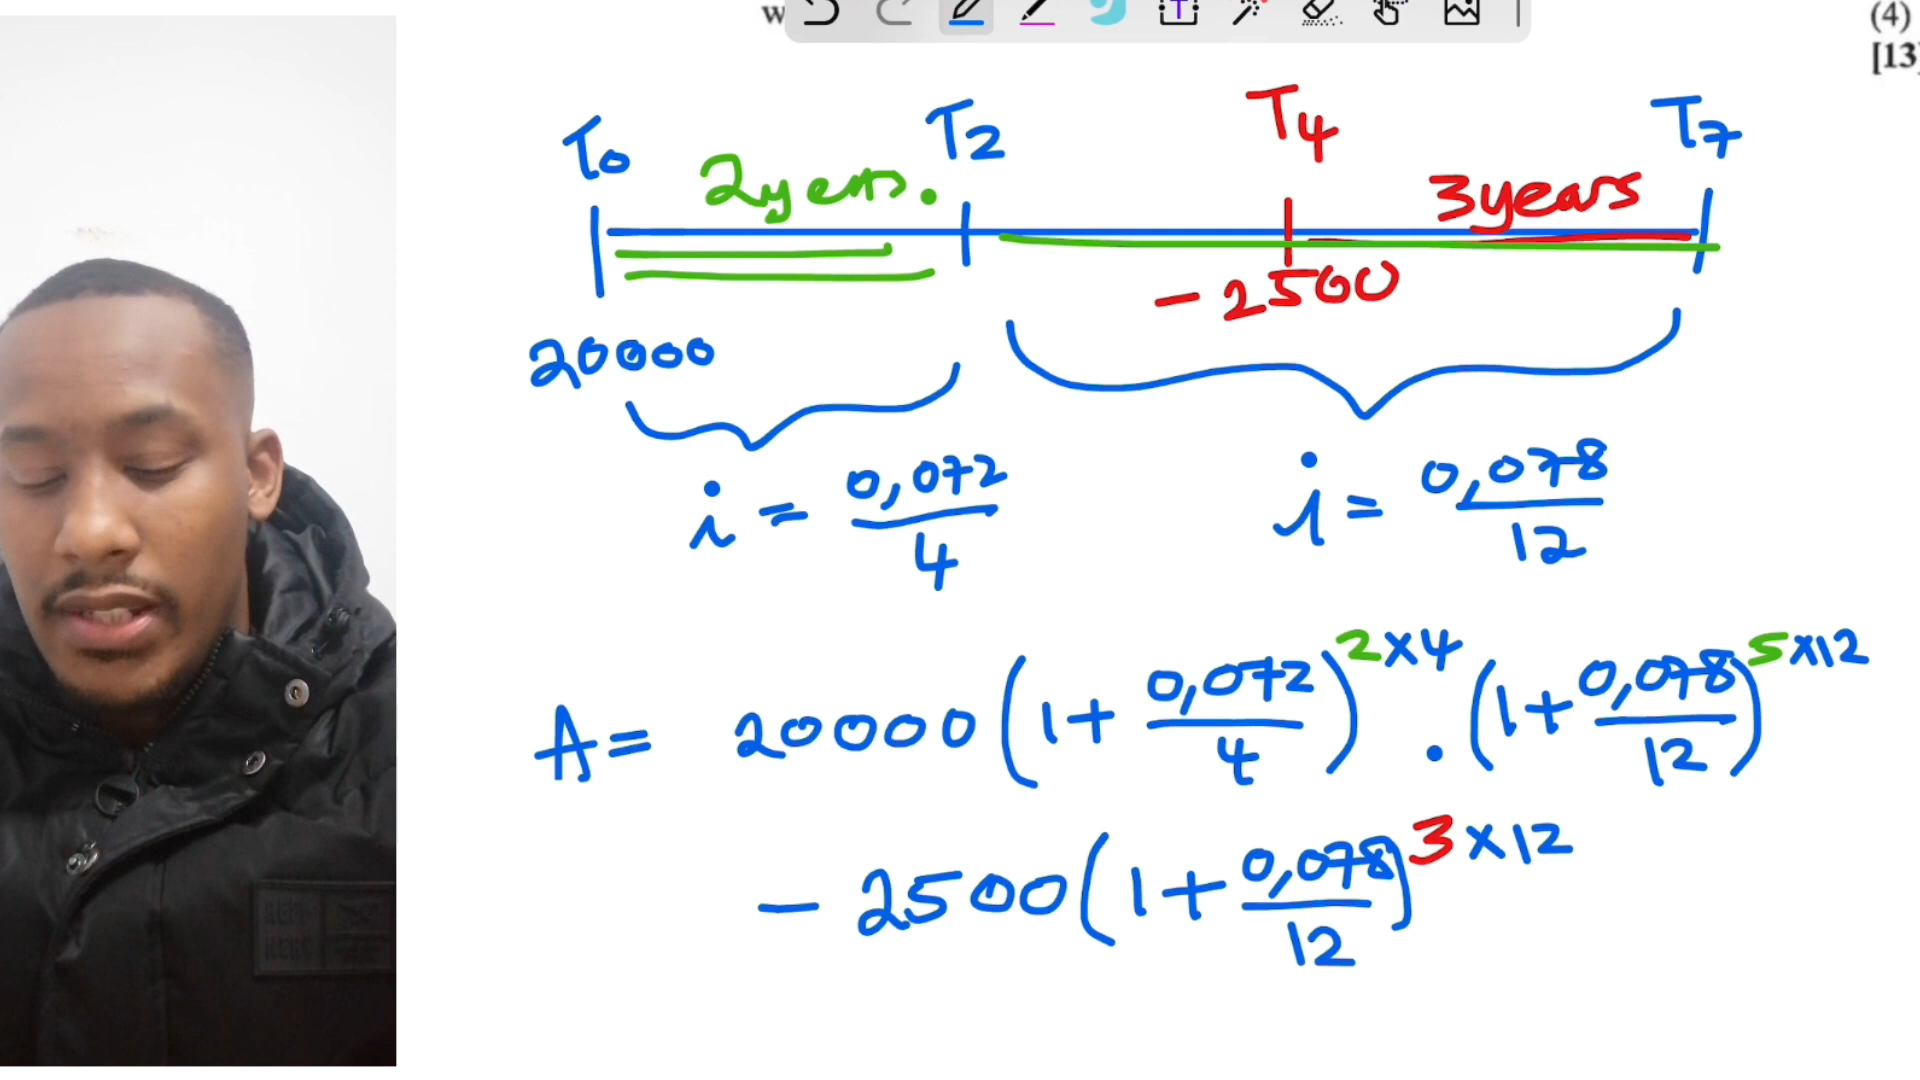 w
(4)
[13]
T0 T2 T4 T7
2years. 3years
-2500
20000
i = 0,072/4 i = 0,078/12
A = 20000(1+0,072/4)^2×4 . (1+0,078/12)^5×12
- 2500(1+0,078/12)^3×12